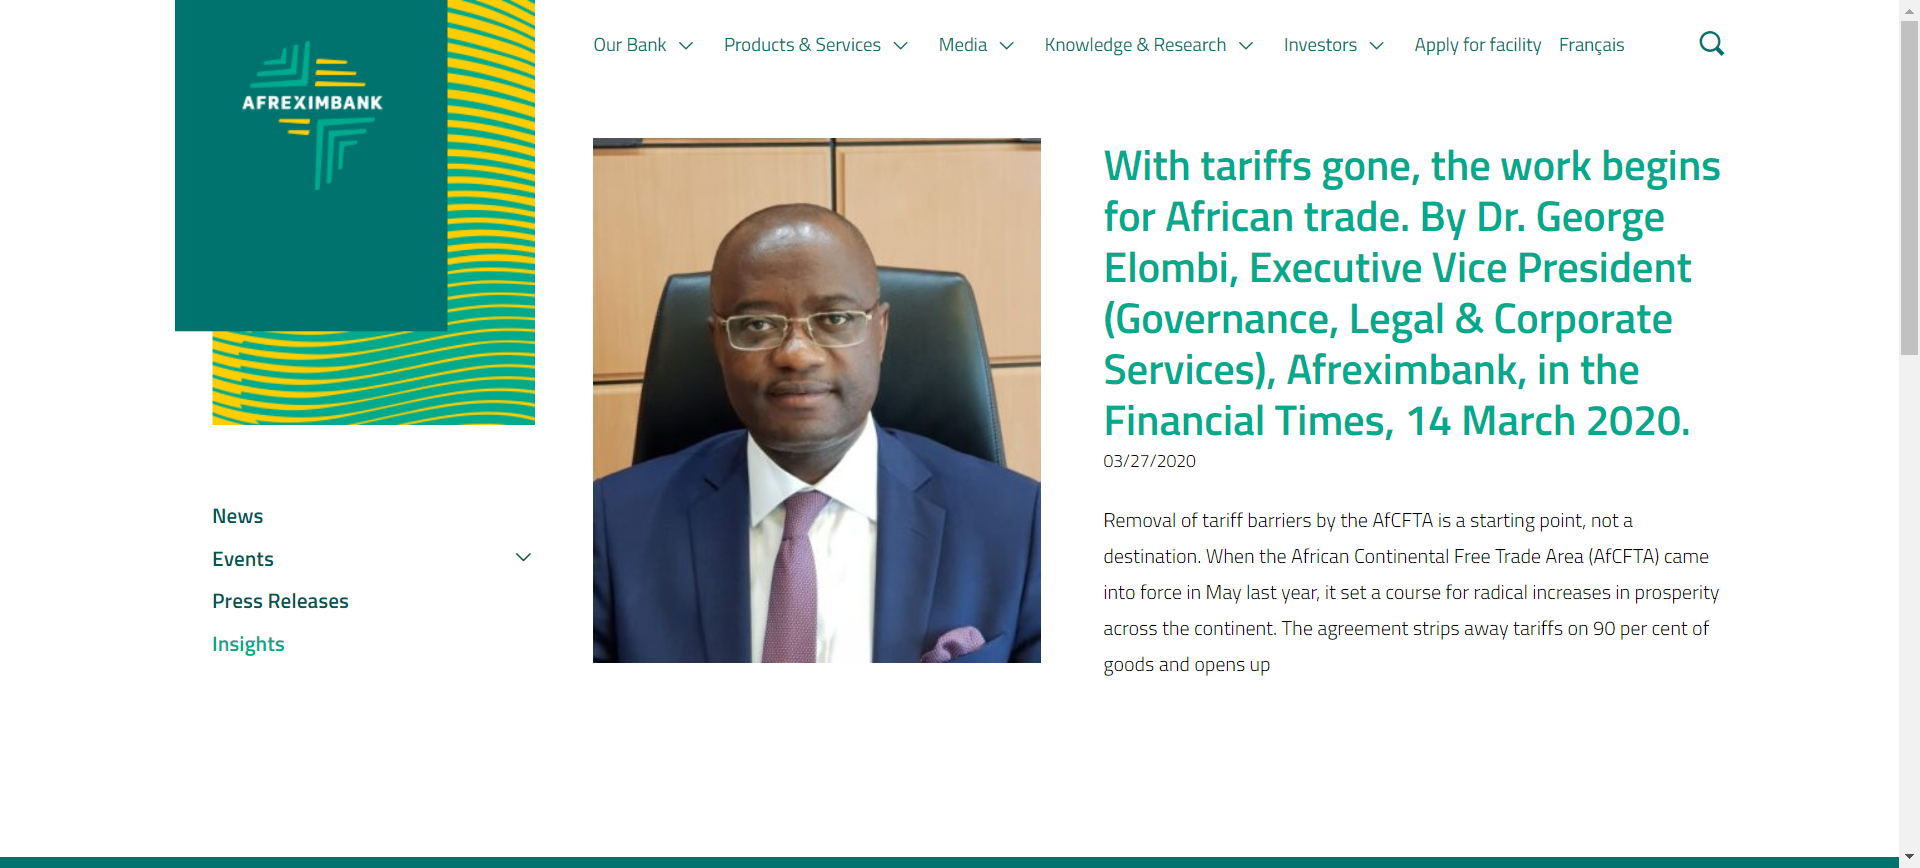 AFREXIMBANK
Our Bank
Products & Services
Media
Knowledge & Research
Investors
Apply for facility
Français
With tariffs gone, the work begins
for African trade. By Dr. George
Elombi, Executive Vice President
(Governance, Legal & Corporate
Services), Afreximbank, in the
Financial Times, 14 March 2020.
03/27/2020
Removal of tariff barriers by the AfCFTA is a starting point, not a
destination. When the African Continental Free Trade Area (AfCFTA) came
into force in May last year, it set a course for radical increases in prosperity
across the continent. The agreement strips away tariffs on 90 per cent of
goods and opens up
News
Events
Press Releases
Insights